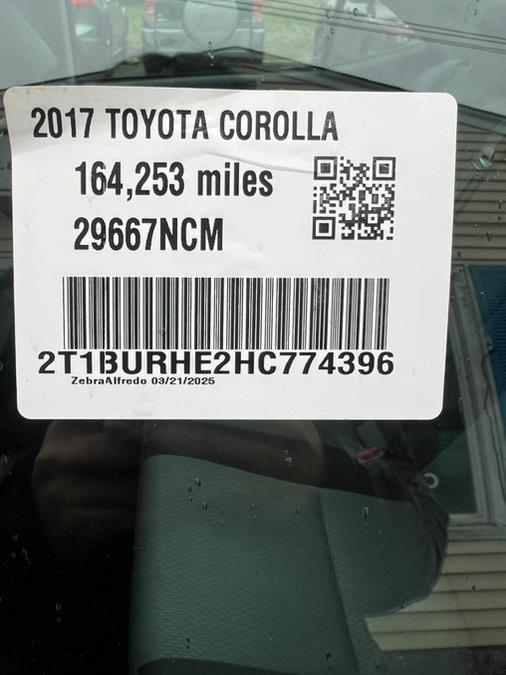 2017 TOYOTA COROLLA
164,253 miles
29667NCM
2T1BURHE2HC774396
ZebraAlfredo 03/21/2025